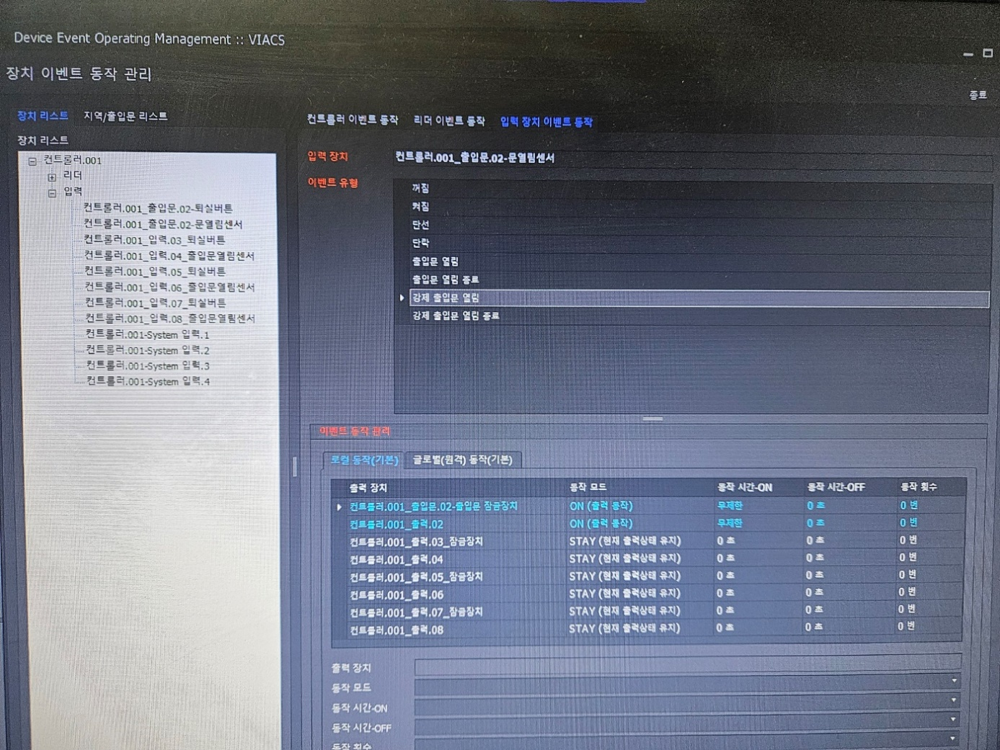 Device Event Operating Management :: VIACS
장치 이벤트 동작 관리
종료
장치 리스트 지역/출입문 리스트
장치 리스트
컨트롤러.001
리더
입력
컨트롤러.001_출입문.02-퇴실버튼
컨트롤러.001_출입문.02-문열림센서
컨트롤러.001_입력.03_퇴실버튼
컨트롤러.001_입력.04_출입문열림센서
컨트롤러.001_입력.05_퇴실버튼
컨트롤러.001_입력.06_출입문열림센서
컨트롤러.001_입력.07_퇴실버튼
컨트롤러.001_입력.08_출입문열림센서
컨트롤러.001-System 입력.1
컨트롤러.001-System 입력.2
컨트롤러.001-System 입력.3
컨트롤러.001-System 입력.4
컨트롤러 이벤트 동작 리더 이벤트 동작 입력 장치 이벤트 동작
입력 장치 컨트롤러.001_출입문.02-문열림센서
이벤트 유형
꺼짐
켜짐
단선
단락
출입문 열림
출입문 열림 종료
강제 출입문 열림
강제 출입문 열림 종료
이벤트 동작 관리
로컬 동작(기본) 글로벌(원격) 동작(기본)
출력 장치 동작 모드 동작 시간-ON 동작 시간-OFF 동작 횟수
컨트롤러.001_출입문.02-출입문 잠금장치 ON (출력 동작) 무제한 0 초 0 번
컨트롤러.001_출력.02 ON (출력 동작) 무제한 0 초 0 번
컨트롤러.001_출력.03_잠금장치 STAY (현재 출력상태 유지) 0 초 0 초 0 번
컨트롤러.001_출력.04 STAY (현재 출력상태 유지) 0 초 0 초 0 번
컨트롤러.001_출력.05_잠금장치 STAY (현재 출력상태 유지) 0 초 0 초 0 번
컨트롤러.001_출력.06 STAY (현재 출력상태 유지) 0 초 0 초 0 번
컨트롤러.001_출력.07_잠금장치 STAY (현재 출력상태 유지) 0 초 0 초 0 번
컨트롤러.001_출력.08 STAY (현재 출력상태 유지) 0 초 0 초 0 번
출력 장치
동작 모드
동작 시간-ON
동작 시간-OFF
동작 횟수